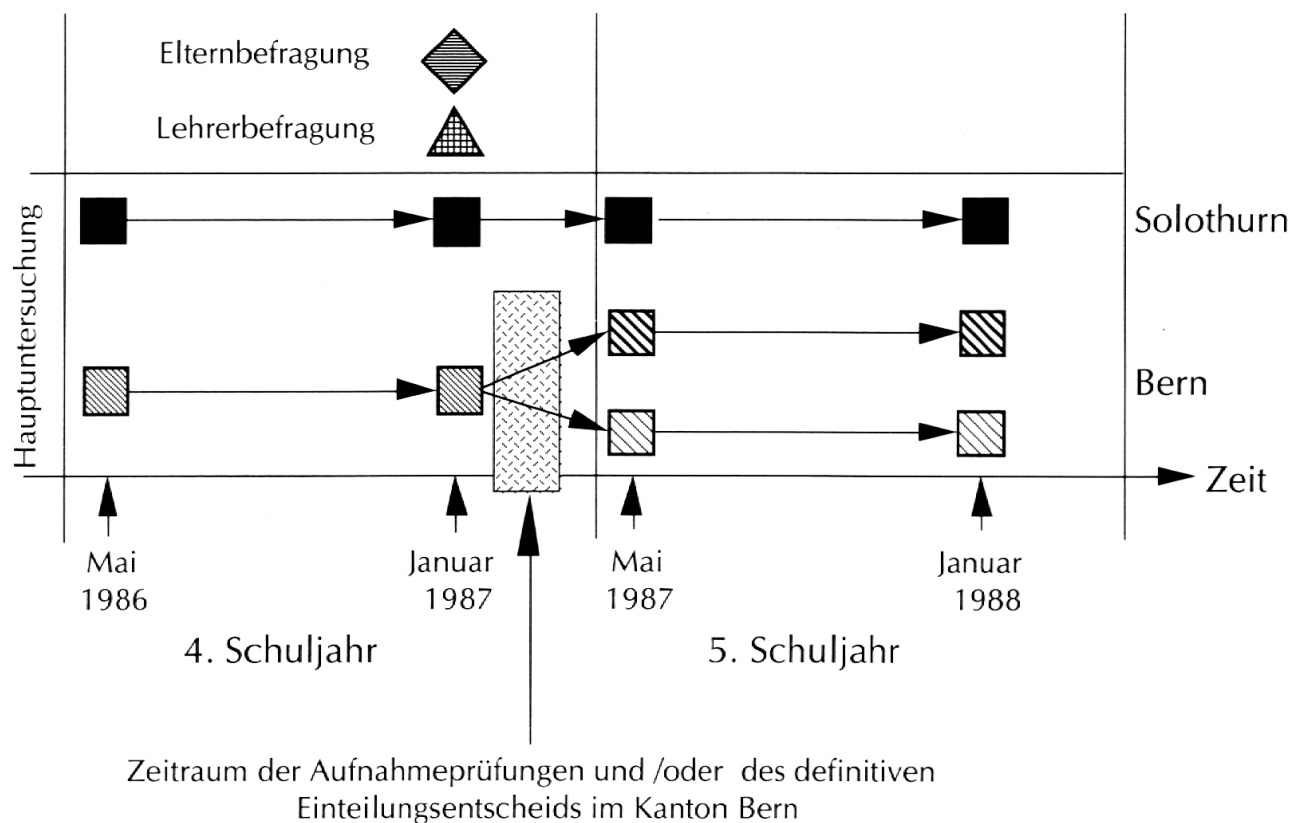 Elternbefragung
Lehrerbefragung
Hauptuntersuchung
Solothurn
Bern
Zeit
Mai
1986
Januar
1987
Mai
1987
Januar
1988
4. Schuljahr
5. Schuljahr
Zeitraum der Aufnahmeprüfungen und /oder des definitiven
Einteilungsentscheids im Kanton Bern